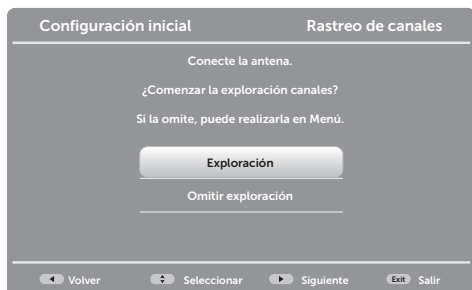 Configuración inicial Rastreo de canales
Conecte la antena.
¿Comenzar la exploración canales?
Si la omite, puede realizarla en Menú.
Exploración
Omitir exploración
Volver Seleccionar Siguiente Exit Salir